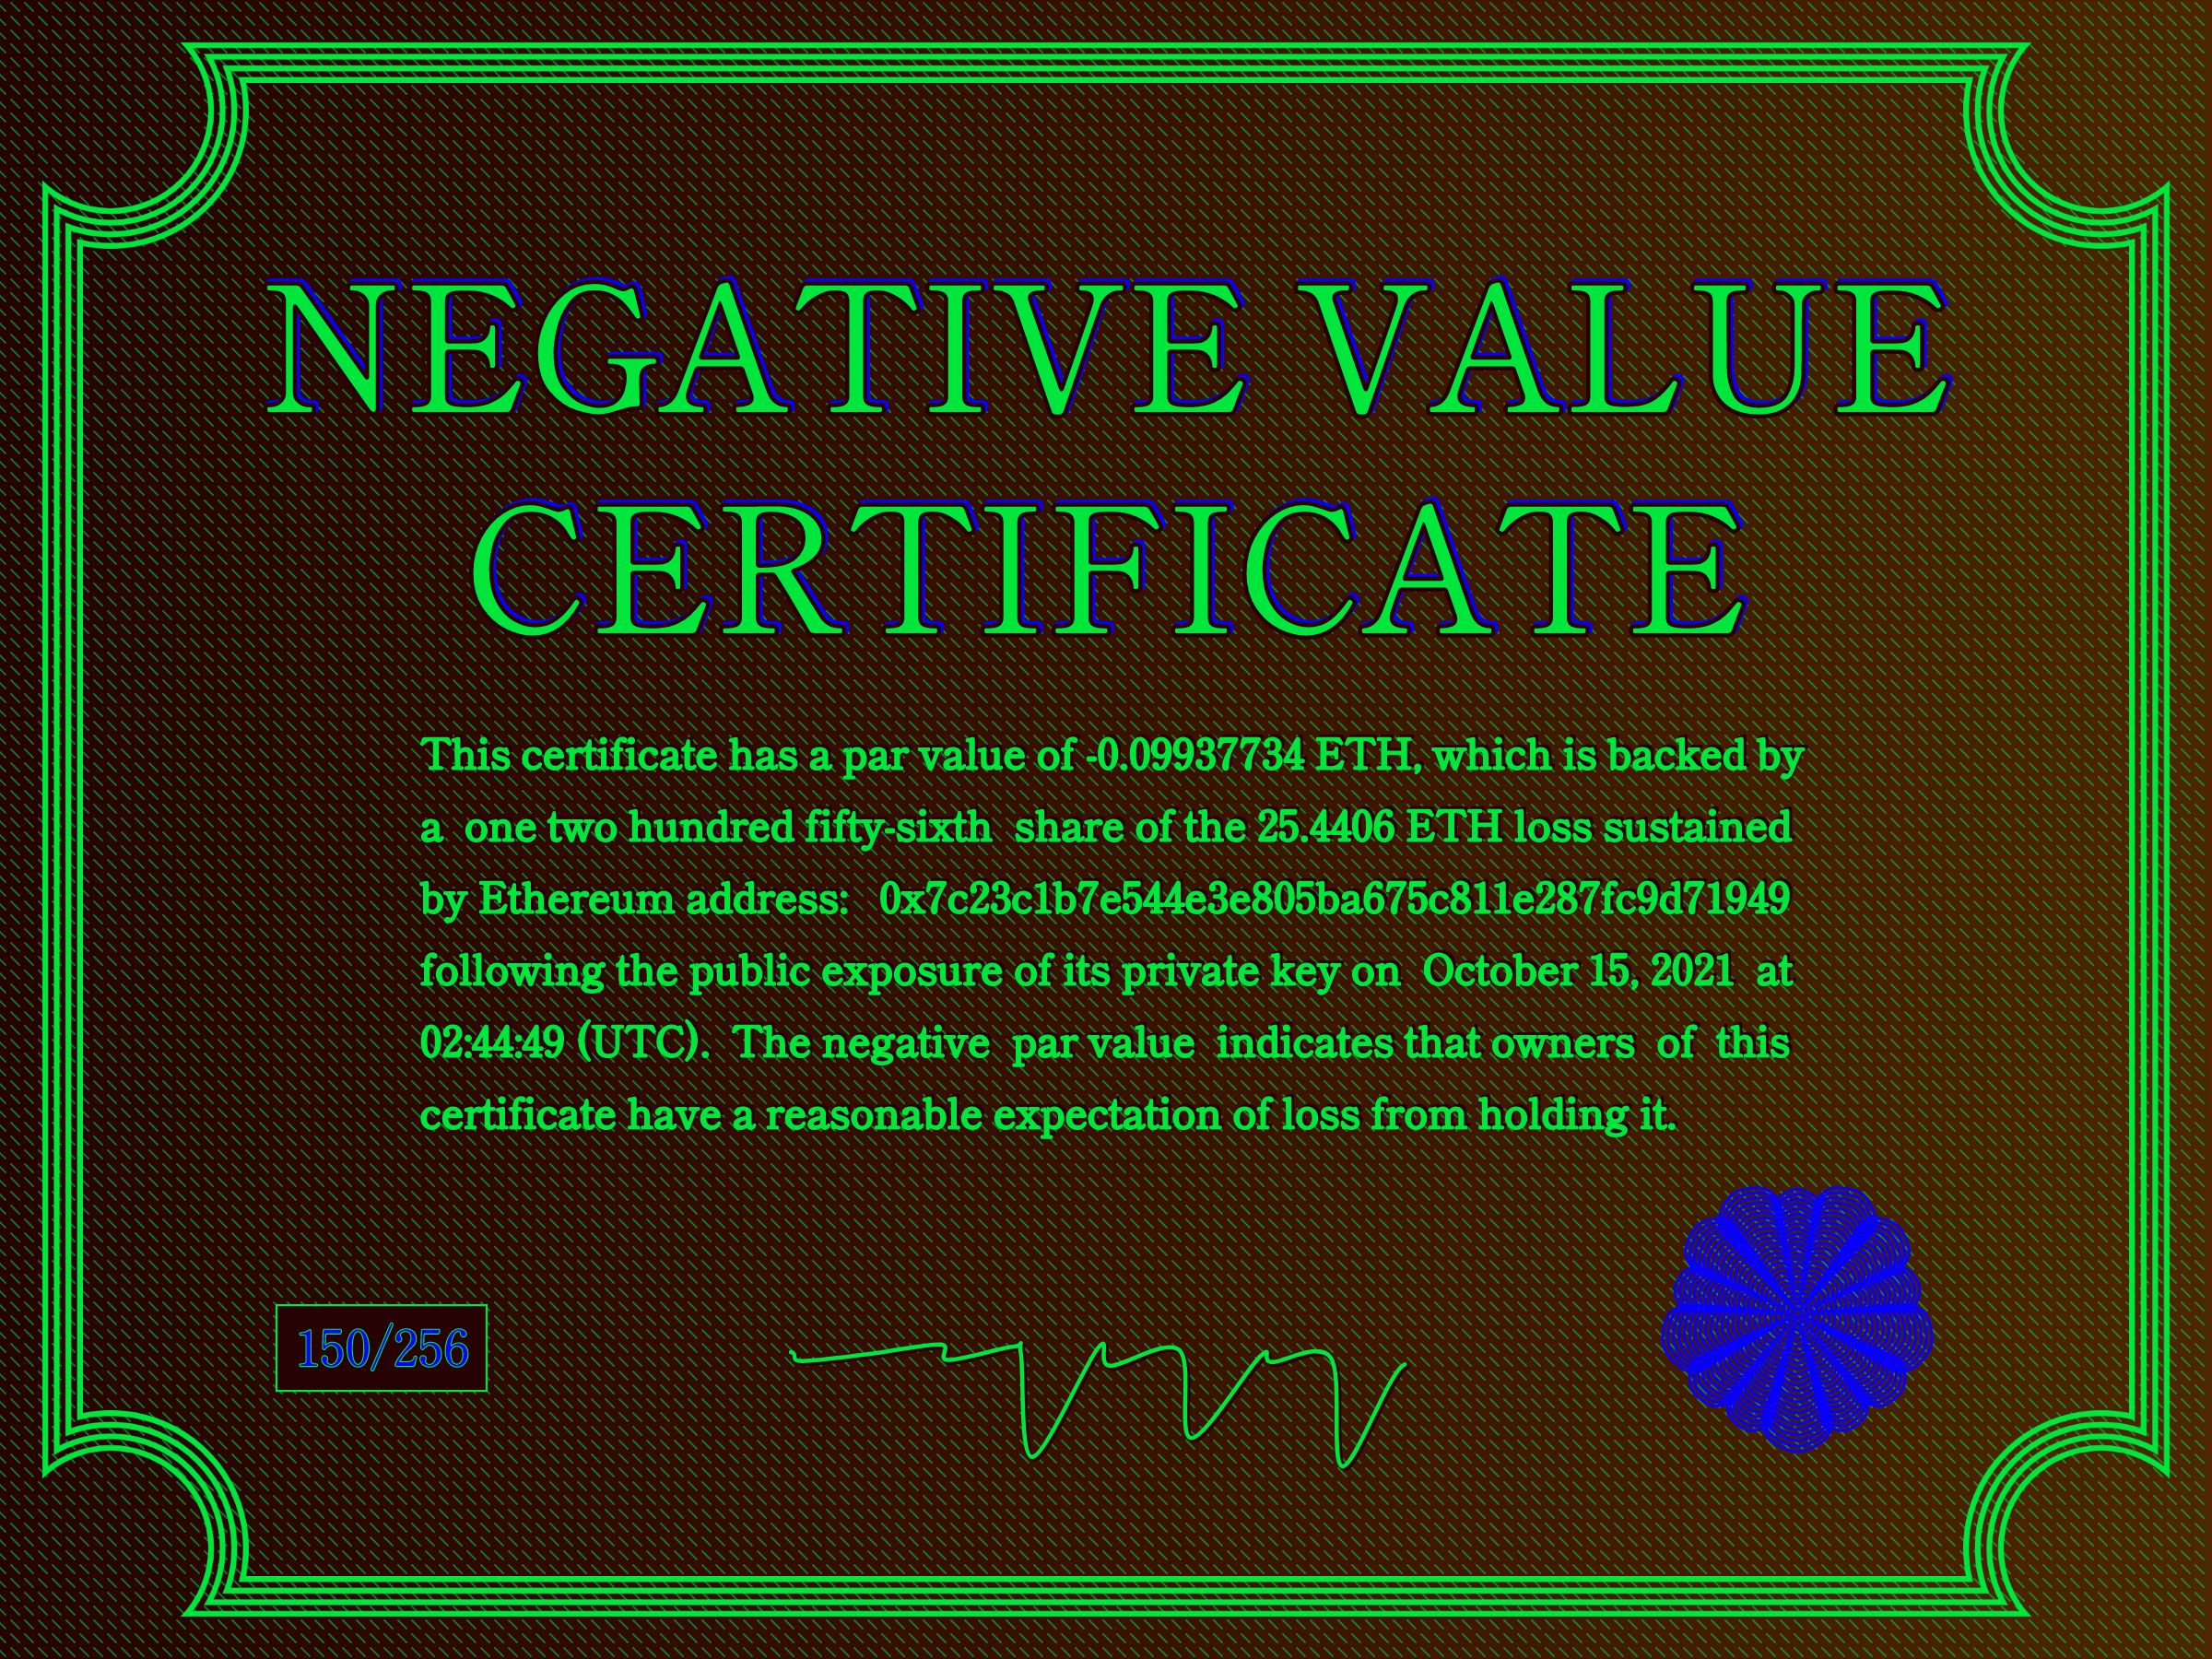 NEGATIVE VALUE
CERTIFICATE
This certificate has a par value of -0.09937734 ETH, which is backed by
a one two hundred fifty-sixth share of the 25.4406 ETH loss sustained
by Ethereum address: 0x7c23c1b7e544e3e805ba675c811e287fc9d71949
following the public exposure of its private key on October 15, 2021 at
02:44:49 (UTC). The negative par value indicates that owners of this
certificate have a reasonable expectation of loss from holding it.
150/256